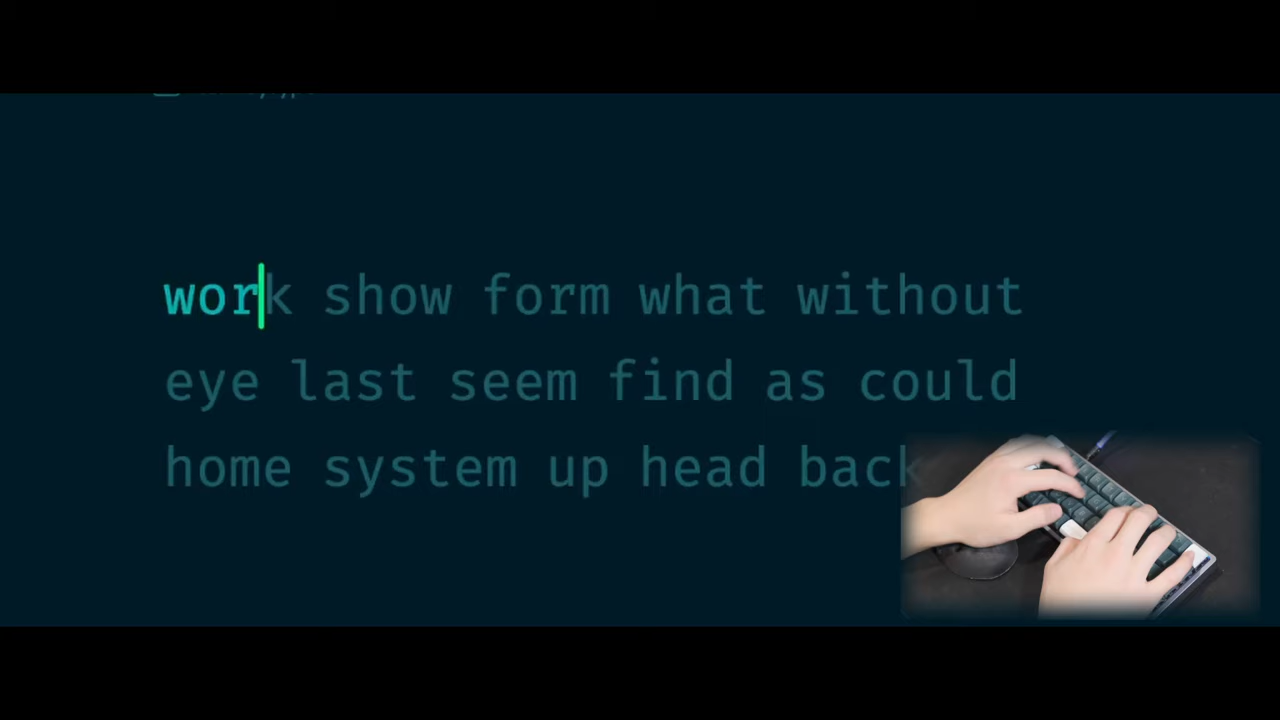 work show form what without
eye last seem find as could
home system up head back